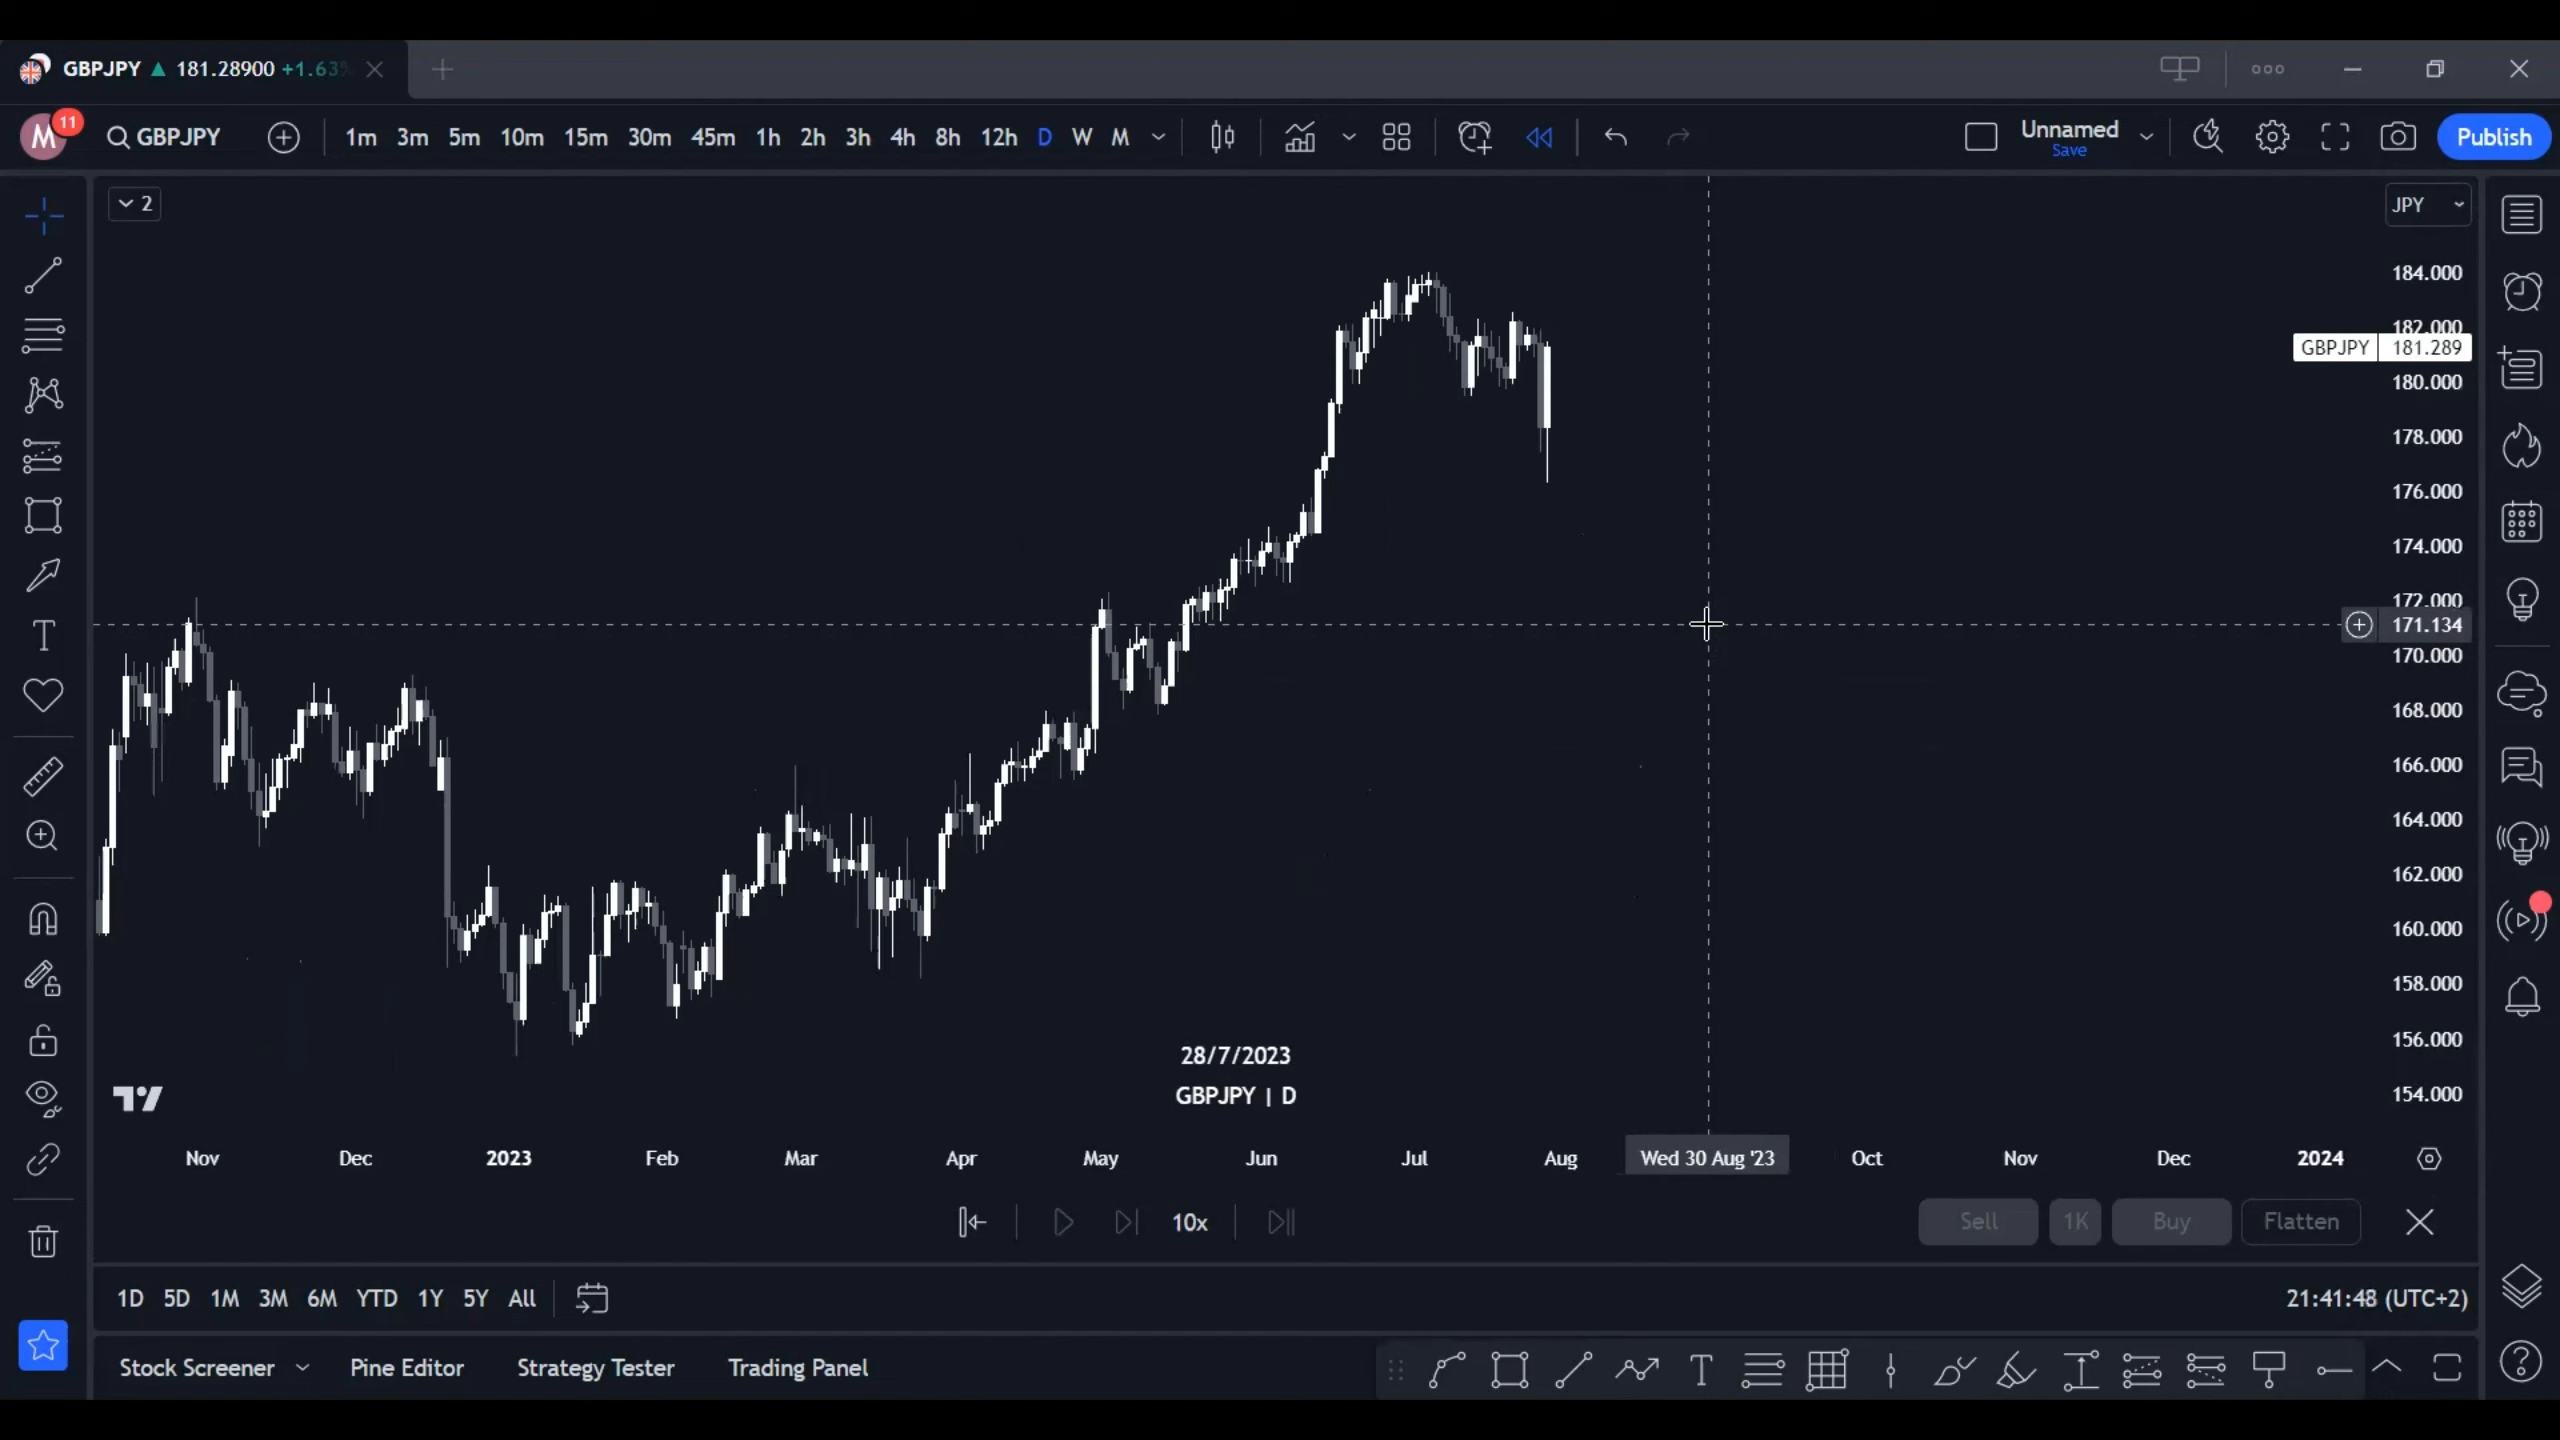 GBPJPY ▲ 181.28900 +1.63%
M 11 GBPJPY 1m 3m 5m 10m 15m 30m 45m 1h 2h 3h 4h 8h 12h D W M Unnamed Save Publish
2 JPY
184.000
182.000
GBPJPY 181.289
180.000
178.000
176.000
174.000
172.000
171.134
170.000
168.000
166.000
164.000
162.000
160.000
158.000
156.000
154.000
28/7/2023
GBPJPY | D
Nov Dec 2023 Feb Mar Apr May Jun Jul Aug Wed 30 Aug '23 Oct Nov Dec 2024
10x Sell 1K Buy Flatten
1D 5D 1M 3M 6M YTD 1Y 5Y All 21:41:48 (UTC+2)
Stock Screener Pine Editor Strategy Tester Trading Panel